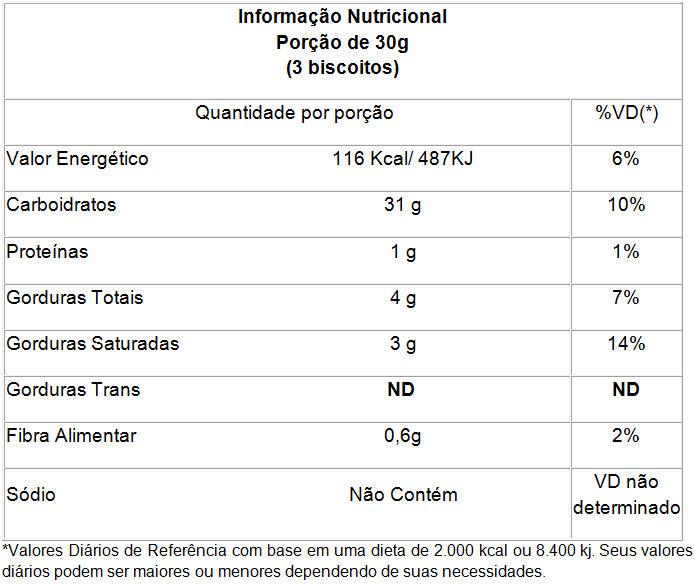 Informação Nutricional
Porção de 30g
(3 biscoitos)
Quantidade por porção %VD(*)
Valor Energético 116 Kcal/ 487KJ 6%
Carboidratos 31 g 10%
Proteínas 1 g 1%
Gorduras Totais 4 g 7%
Gorduras Saturadas 3 g 14%
Gorduras Trans ND ND
Fibra Alimentar 0,6g 2%
Sódio Não Contém VD não determinado
*Valores Diários de Referência com base em uma dieta de 2.000 kcal ou 8.400 kj. Seus valores
diários podem ser maiores ou menores dependendo de suas necessidades.